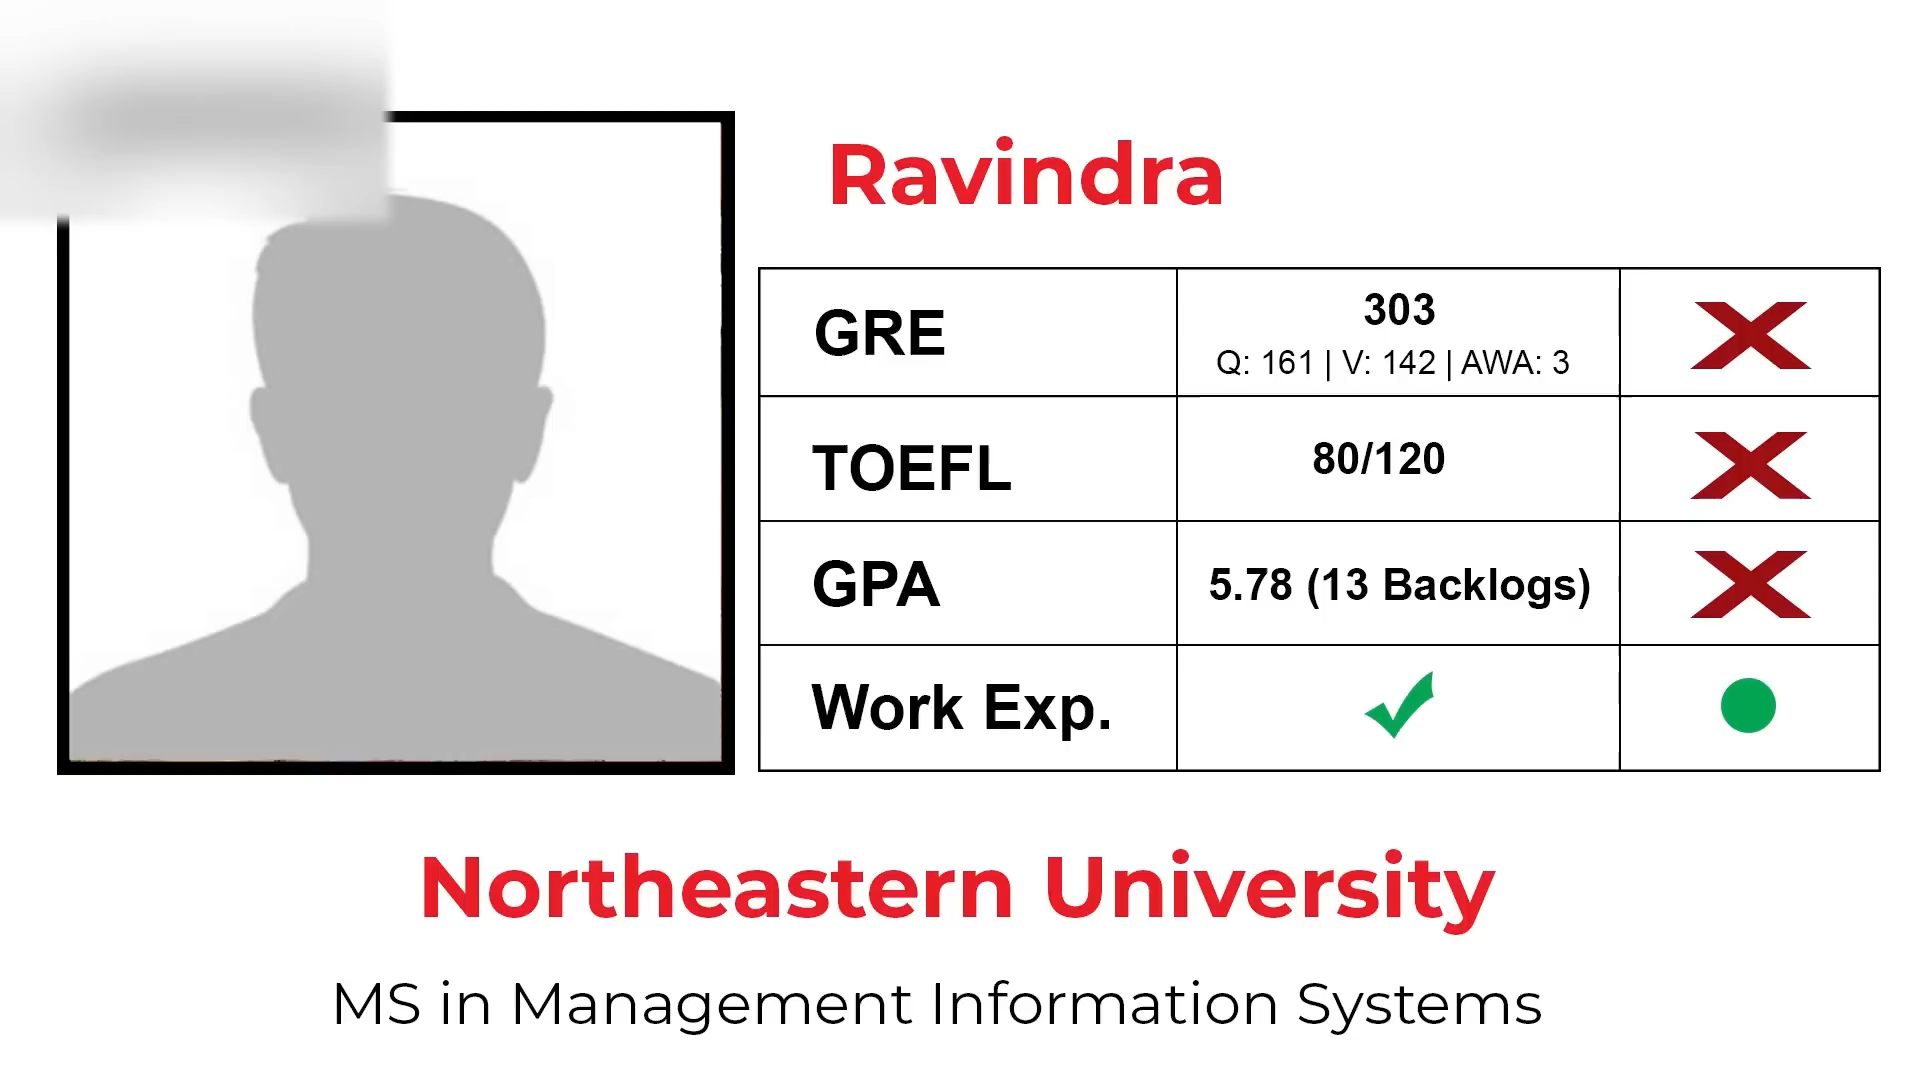 Ravindra
GRE
303
Q: 161 | V: 142 | AWA: 3
TOEFL
80/120
GPA
5.78 (13 Backlogs)
Work Exp.
Northeastern University
MS in Management Information Systems